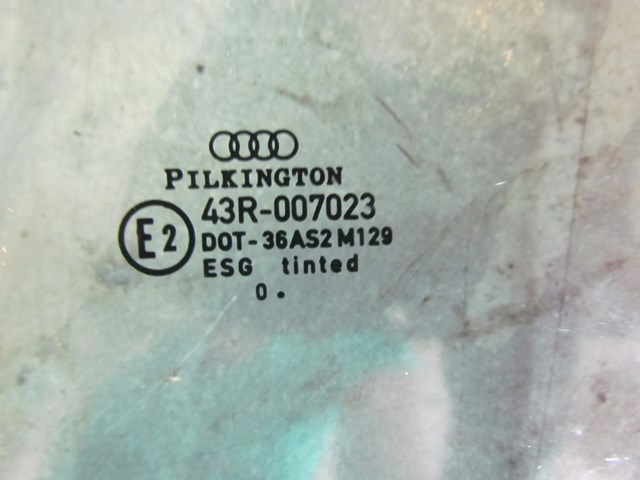 PILKINGTON
E2 43R-007023
DOT-36AS2 M129
ESG tinted
0.